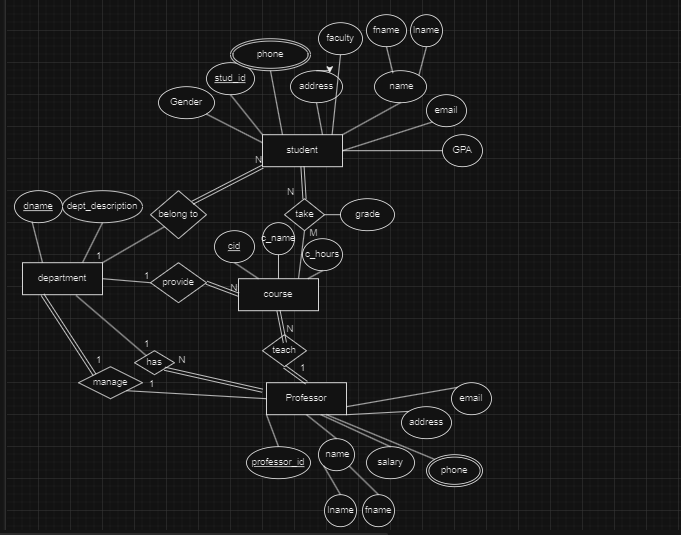 fname
lname
faculty
phone
stud_id
address
name
Gender
email
student
GPA
N
N
dname
dept_description
belong to
take
grade
M
c_name
cid
c_hours
1
department
1
provide
N
course
N
1
teach
1
has
N
1
manage
1
Professor
email
address
professor_id
name
salary
phone
lname
fname